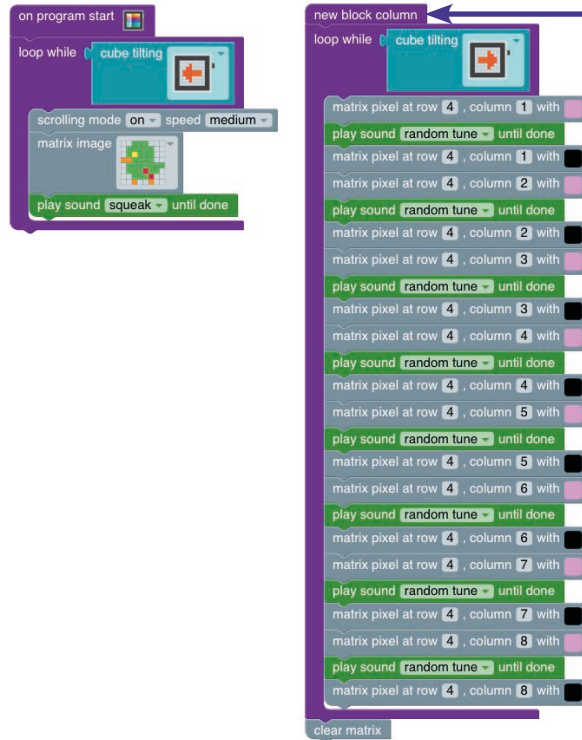 on program start
loop while cube tilting
scrolling mode on speed medium
matrix image
play sound squeak until done
new block column
loop while cube tilting
matrix pixel at row 4 , column 1 with
play sound random tune until done
matrix pixel at row 4 , column 1 with
matrix pixel at row 4 , column 2 with
play sound random tune until done
matrix pixel at row 4 , column 2 with
matrix pixel at row 4 , column 3 with
play sound random tune until done
matrix pixel at row 4 , column 3 with
matrix pixel at row 4 , column 4 with
play sound random tune until done
matrix pixel at row 4 , column 4 with
matrix pixel at row 4 , column 5 with
play sound random tune until done
matrix pixel at row 4 , column 5 with
matrix pixel at row 4 , column 6 with
play sound random tune until done
matrix pixel at row 4 , column 6 with
matrix pixel at row 4 , column 7 with
play sound random tune until done
matrix pixel at row 4 , column 7 with
matrix pixel at row 4 , column 8 with
play sound random tune until done
matrix pixel at row 4 , column 8 with
clear matrix